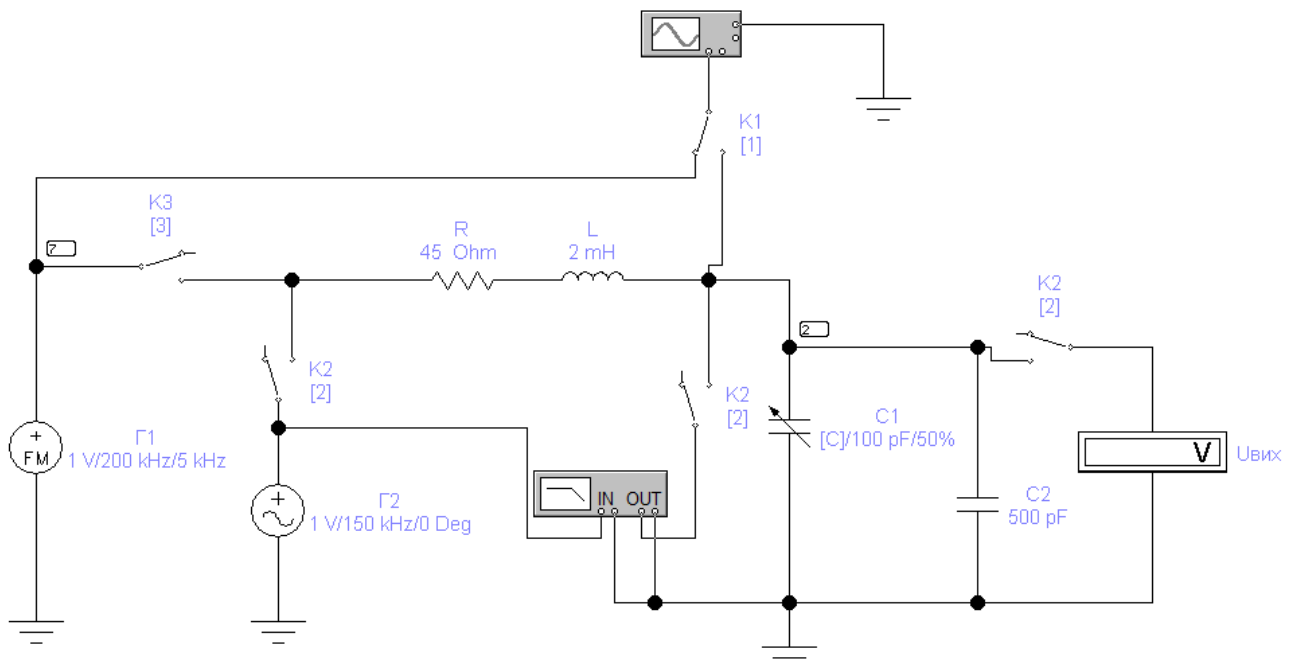 K1
[1]
K3
[3]
7
R
45 Ohm
L
2 mH
K2
[2]
2
K2
[2]
K2
[2]
C1
[C]/100 pF/50%
Г1
1 V/200 kHz/5 kHz
+
FM
V
Uвих
IN OUT
Г2
1 V/150 kHz/0 Deg
+
C2
500 pF